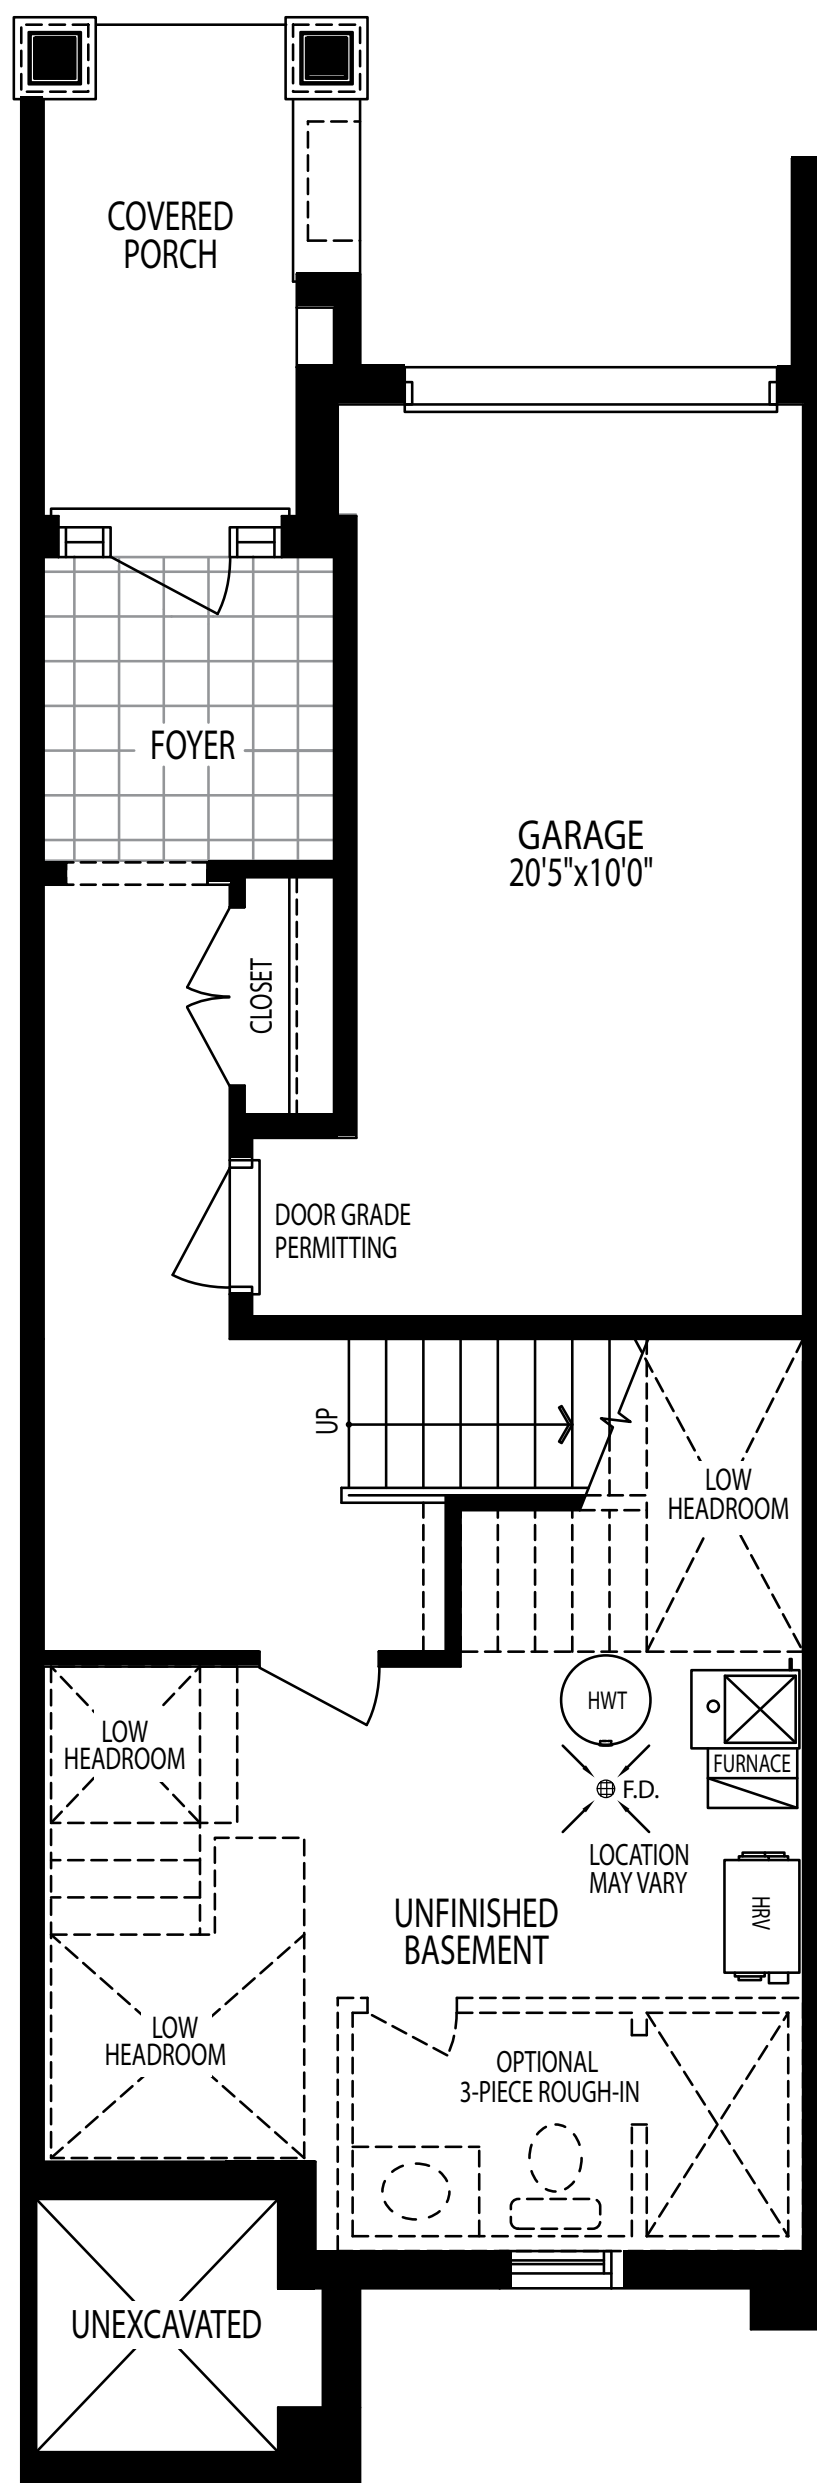 COVERED
PORCH
FOYER
GARAGE
20'5"x10'0"
CLOSET
DOOR GRADE
PERMITTING
UP
LOW
HEADROOM
HWT
LOW
HEADROOM
FURNACE
F.D.
LOCATION
MAY VARY
UNFINISHED
BASEMENT
HRV
LOW
HEADROOM
OPTIONAL
3-PIECE ROUGH-IN
UNEXCAVATED